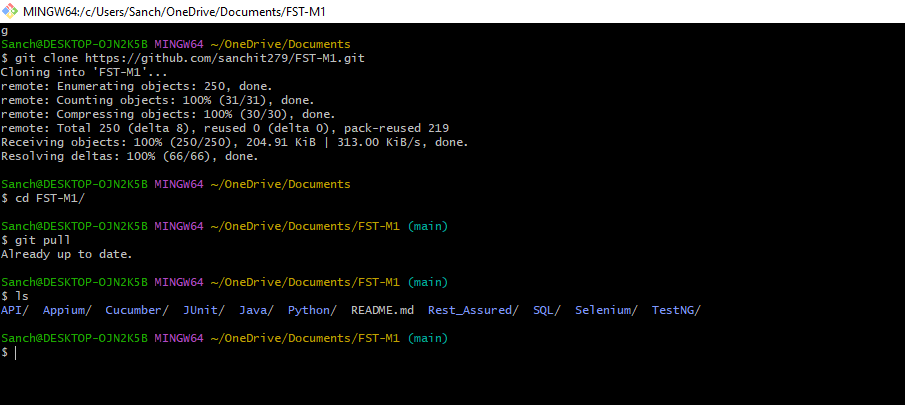 MINGW64:/c/Users/Sanch/OneDrive/Documents/FST-M1
g
Sanch@DESKTOP-OJN2K5B MINGW64 ~/OneDrive/Documents
$ git clone https://github.com/sanchit279/FST-M1.git
Cloning into 'FST-M1'...
remote: Enumerating objects: 250, done.
remote: Counting objects: 100% (31/31), done.
remote: Compressing objects: 100% (30/30), done.
remote: Total 250 (delta 8), reused 0 (delta 0), pack-reused 219
Receiving objects: 100% (250/250), 204.91 KiB | 313.00 KiB/s, done.
Resolving deltas: 100% (66/66), done.
Sanch@DESKTOP-OJN2K5B MINGW64 ~/OneDrive/Documents
$ cd FST-M1/
Sanch@DESKTOP-OJN2K5B MINGW64 ~/OneDrive/Documents/FST-M1 (main)
$ git pull
Already up to date.
Sanch@DESKTOP-OJN2K5B MINGW64 ~/OneDrive/Documents/FST-M1 (main)
$ ls
API/  Appium/  Cucumber/  JUnit/  Java/  Python/  README.md  Rest_Assured/  SQL/  Selenium/  TestNG/
Sanch@DESKTOP-OJN2K5B MINGW64 ~/OneDrive/Documents/FST-M1 (main)
$